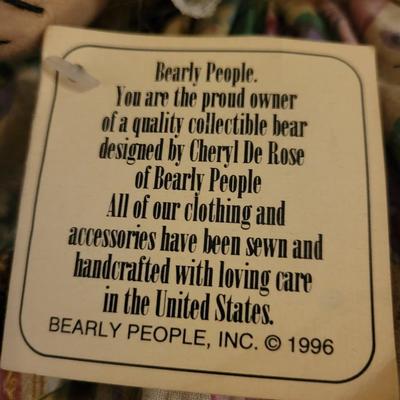 Bearly People.
You are the proud owner
of a quality collectible bear
designed by Cheryl De Rose
of Bearly People
All of our clothing and
accessories have been sewn and
handcrafted with loving care
in the United States.
BEARLY PEOPLE, INC. © 1996